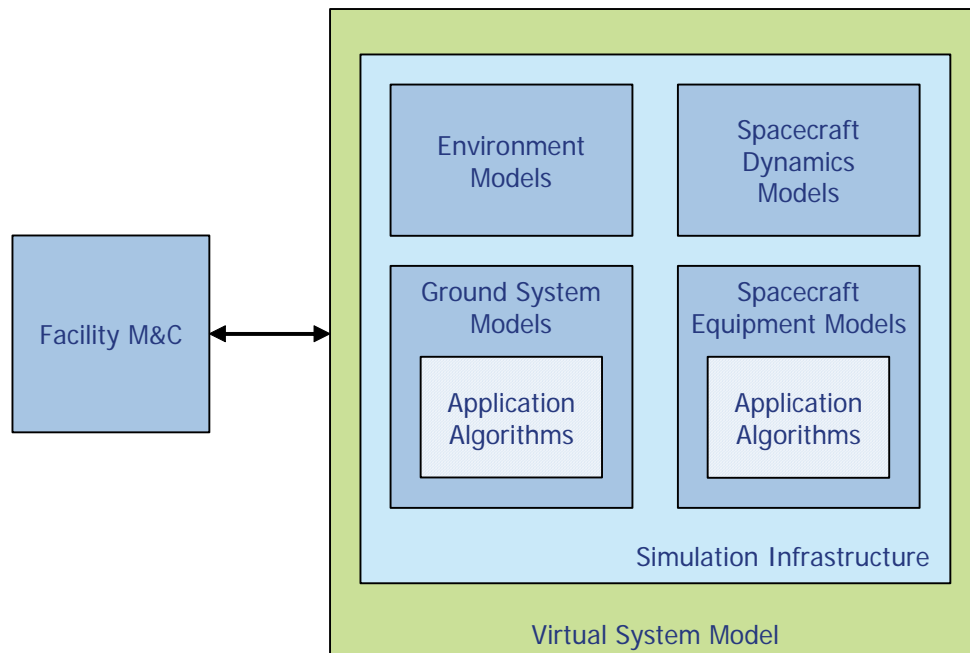 Environment
Models
Spacecraft
Dynamics
Models
Facility M&C
Ground System
Models
Application
Algorithms
Spacecraft
Equipment Models
Application
Algorithms
Simulation Infrastructure
Virtual System Model